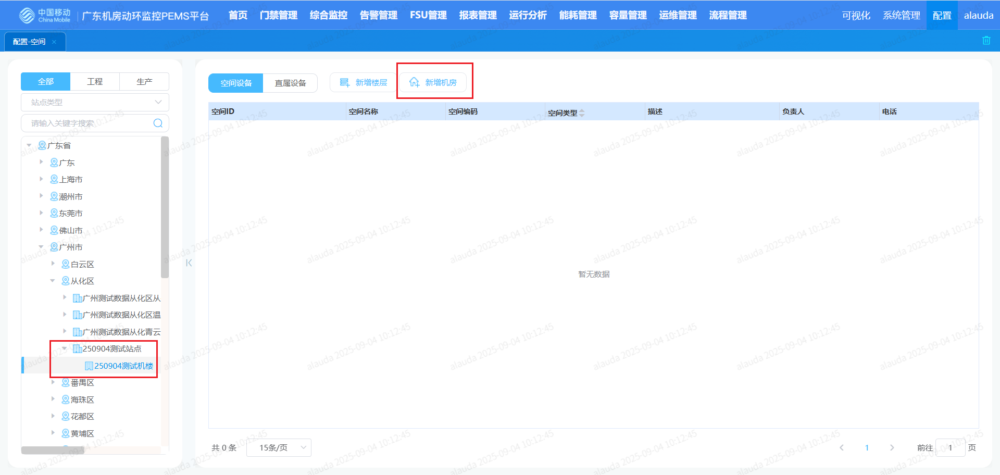 中国移动
China Mobile
广东机房动环监控PEMS平台
首页 门禁管理 综合监控 告警管理 FSU管理 报表管理 运行分析 能耗管理 容量管理 运维管理 流程管理 可视化 系统管理 配置 alauda
配置-空间 ×
全部 工程 生产
站点类型
请输入关键字搜索
广东省
广东
上海市
潮州市
东莞市
佛山市
广州市
白云区
从化区
广州测试数据从化区从
广州测试数据从化区温
广州测试数据从化青云
250904测试站点
250904测试机楼
番禺区
海珠区
花都区
黄埔区
空间设备 直属设备 新增楼层 新增机房
空间ID 空间名称 空间编码 空间类型 描述 负责人 电话
暂无数据
共 0 条 15条/页 1 前往 1 页
alauda 2025-09-04 10:12:45